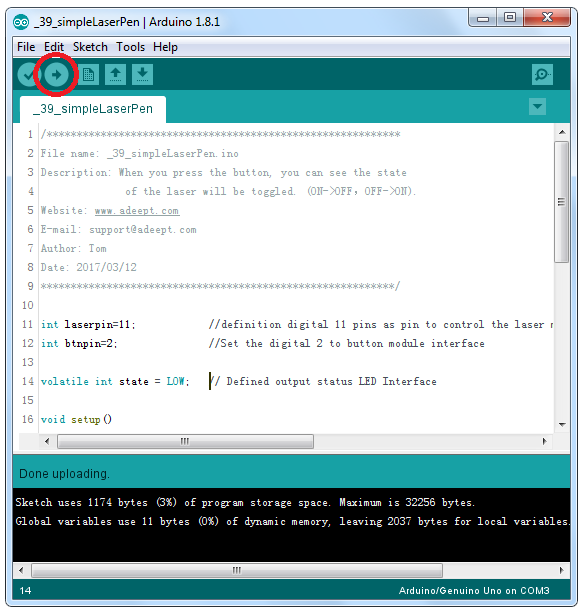 _39_simpleLaserPen | Arduino 1.8.1
File Edit Sketch Tools Help
_39_simpleLaserPen
1 /***********************************************************
2 File name: _39_simpleLaserPen.ino
3 Description: When you press the button, you can see the state
4 of the laser will be toggled. (ON->OFF, OFF->ON).
5 Website: www.adeept.com
6 E-mail: support@adeept.com
7 Author: Tom
8 Date: 2017/03/12
9 ***********************************************************/
10
11 int laserpin=11; //definition digital 11 pins as pin to control the laser
12 int btnpin=2; //Set the digital 2 to button module interface
13
14 volatile int state = LOW; // Defined output status LED Interface
15
16 void setup()
Done uploading.
Sketch uses 1174 bytes (3%) of program storage space. Maximum is 32256 bytes.
Global variables use 11 bytes (0%) of dynamic memory, leaving 2037 bytes for local variables.
14 Arduino/Genuino Uno on COM3